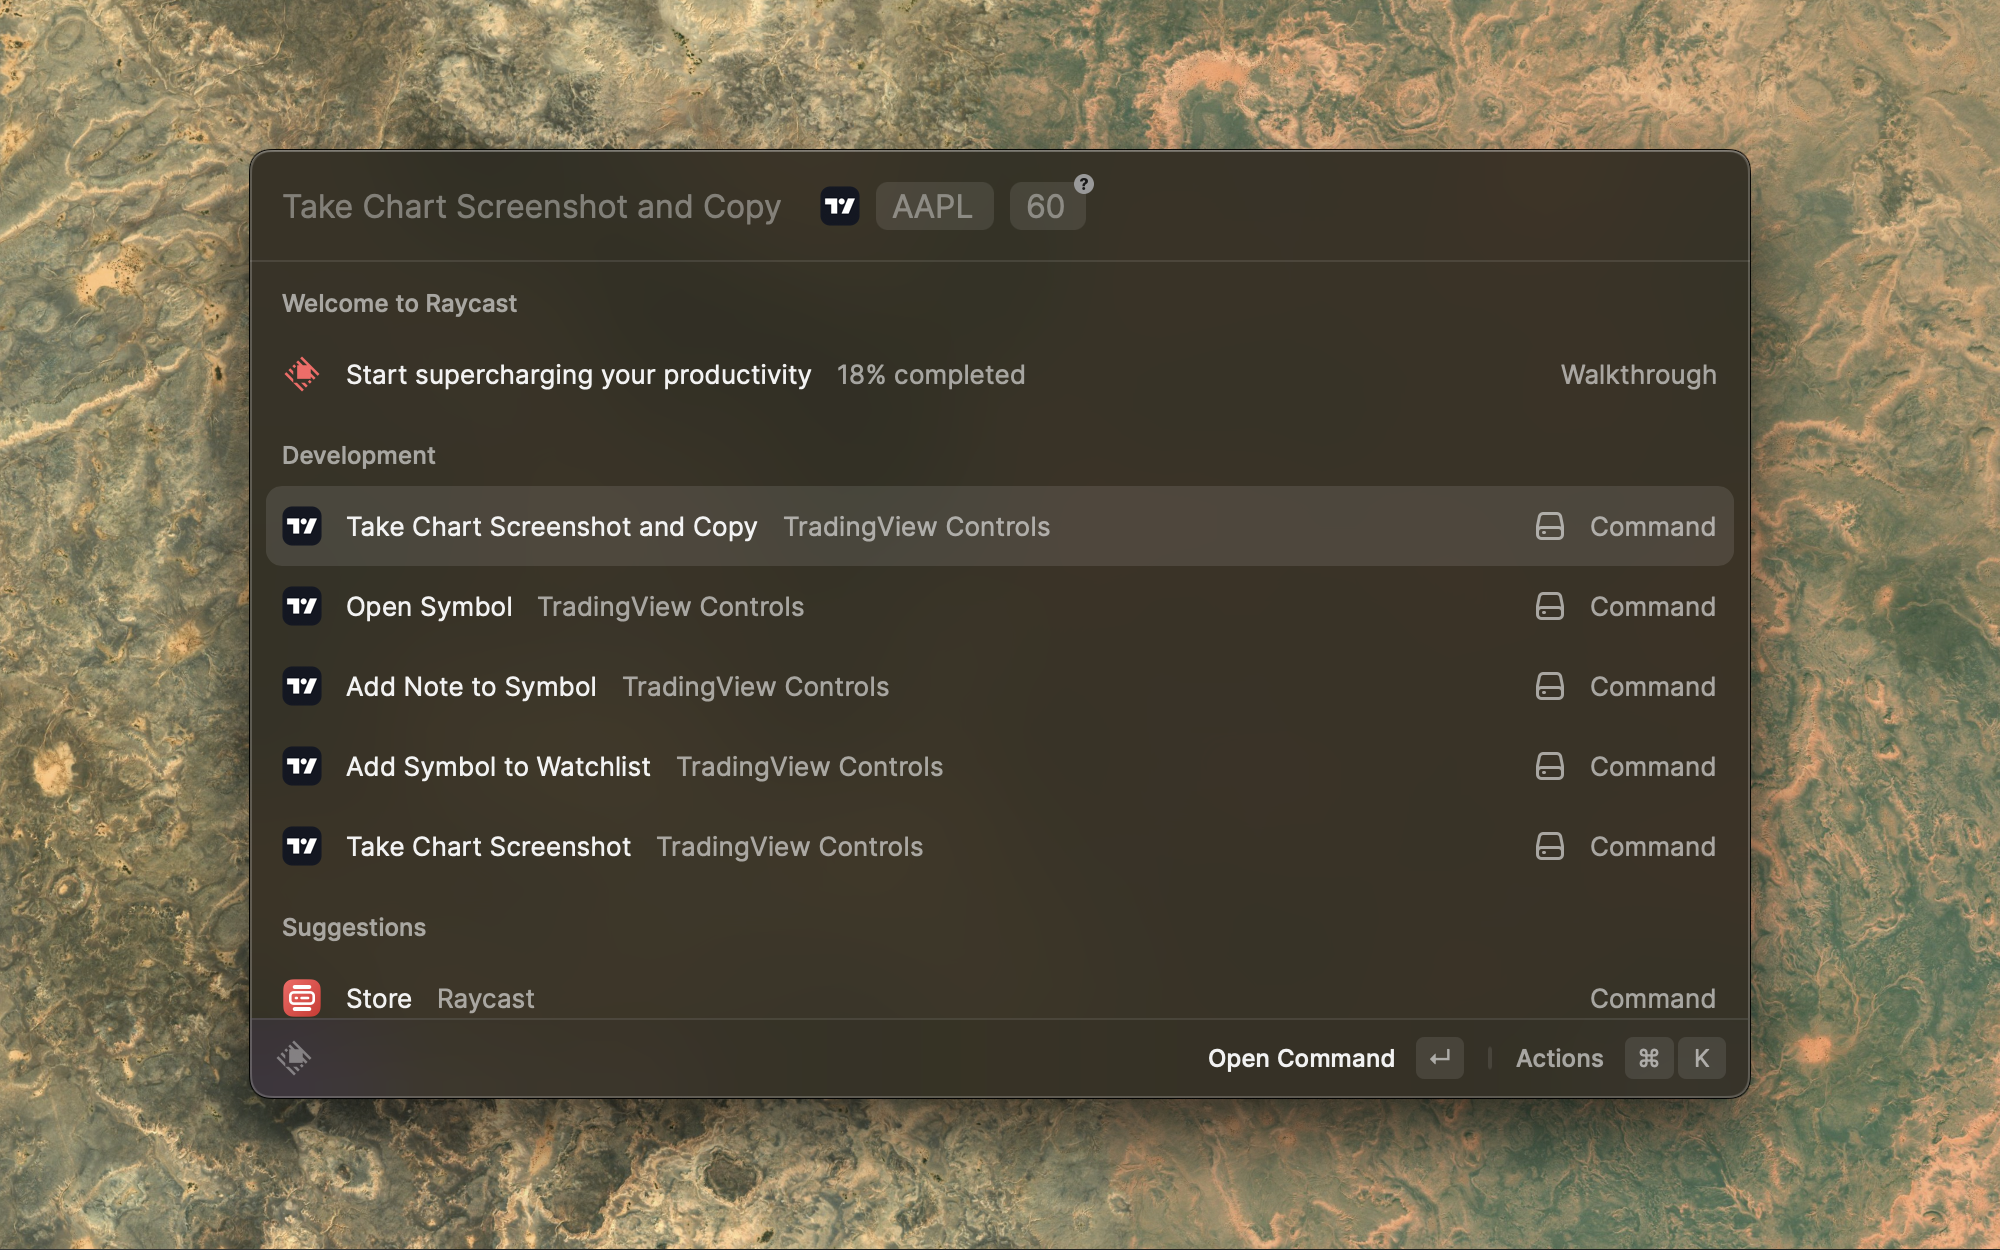 Take Chart Screenshot and Copy AAPL 60 ?
Welcome to Raycast
Start supercharging your productivity 18% completed Walkthrough
Development
Take Chart Screenshot and Copy TradingView Controls Command
Open Symbol TradingView Controls Command
Add Note to Symbol TradingView Controls Command
Add Symbol to Watchlist TradingView Controls Command
Take Chart Screenshot TradingView Controls Command
Suggestions
Store Raycast Command
Open Command ↵ Actions ⌘ K